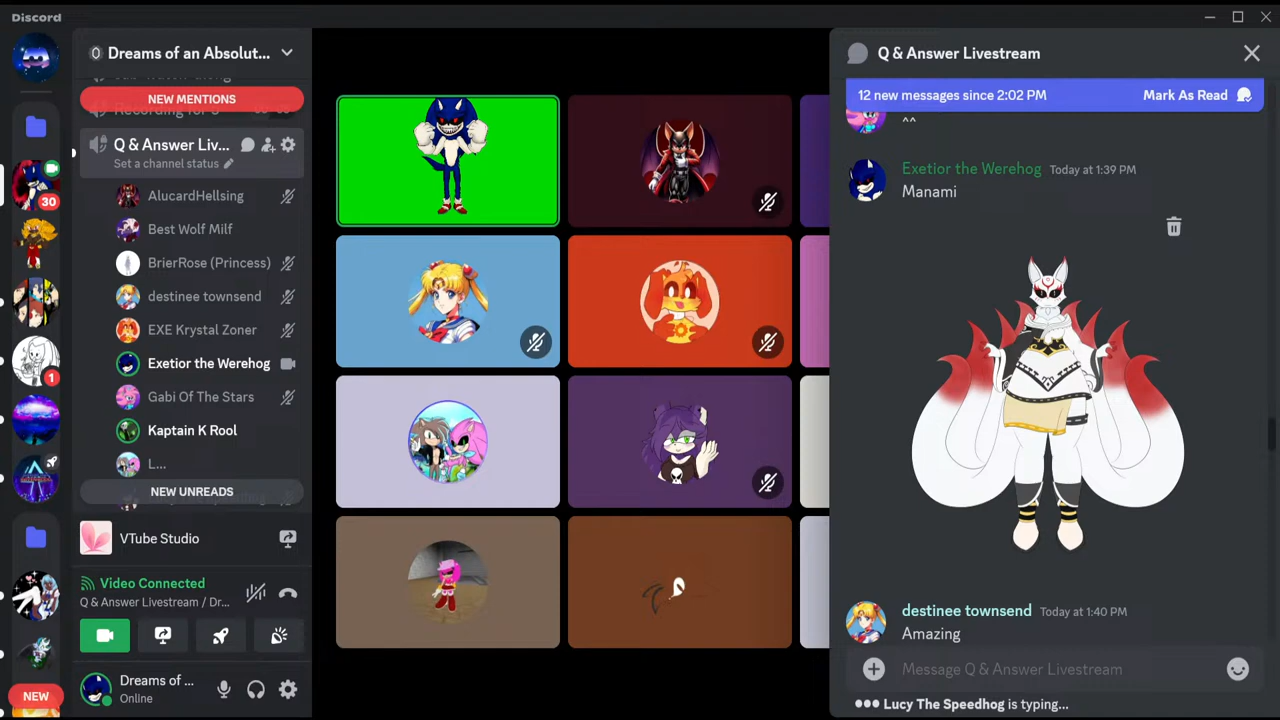 Discord
Dreams of an Absolut...
NEW MENTIONS
Q & Answer Liv...
Set a channel status
30
AlucardHellsing
Best Wolf Milf
BrierRose (Princess)
destinee townsend
EXE Krystal Zoner
Exetior the Werehog
Gabi Of The Stars
Kaptain K Rool
L...
1
NEW UNREADS
VTube Studio
Video Connected
Q & Answer Livestream / Dr...
Dreams of ...
Online
NEW
Q & Answer Livestream
12 new messages since 2:02 PM
Mark As Read
^^
Exetior the Werehog Today at 1:39 PM
Manami
destinee townsend Today at 1:40 PM
Amazing
Message Q & Answer Livestream
Lucy The Speedhog is typing...